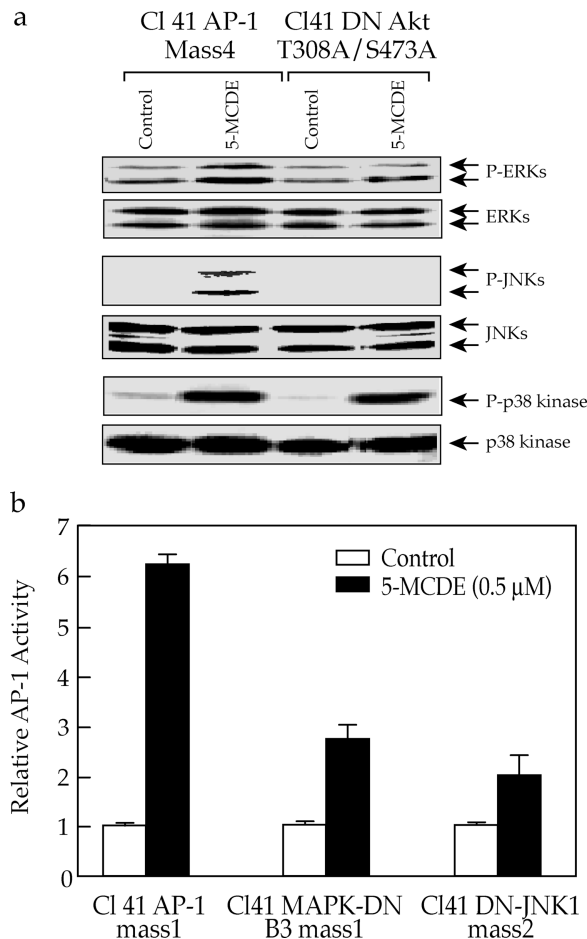 a
Cl 41 AP-1 Mass4
Cl41 DN Akt T308A/S473A
Control
5-MCDE
Control
5-MCDE
P-ERKs
ERKs
P-JNKs
JNKs
P-p38 kinase
p38 kinase
b
Relative AP-1 Activity
7
6
5
4
3
2
1
0
Control
5-MCDE (0.5 μM)
Cl 41 AP-1 mass1
Cl41 MAPK-DN B3 mass1
Cl41 DN-JNK1 mass2